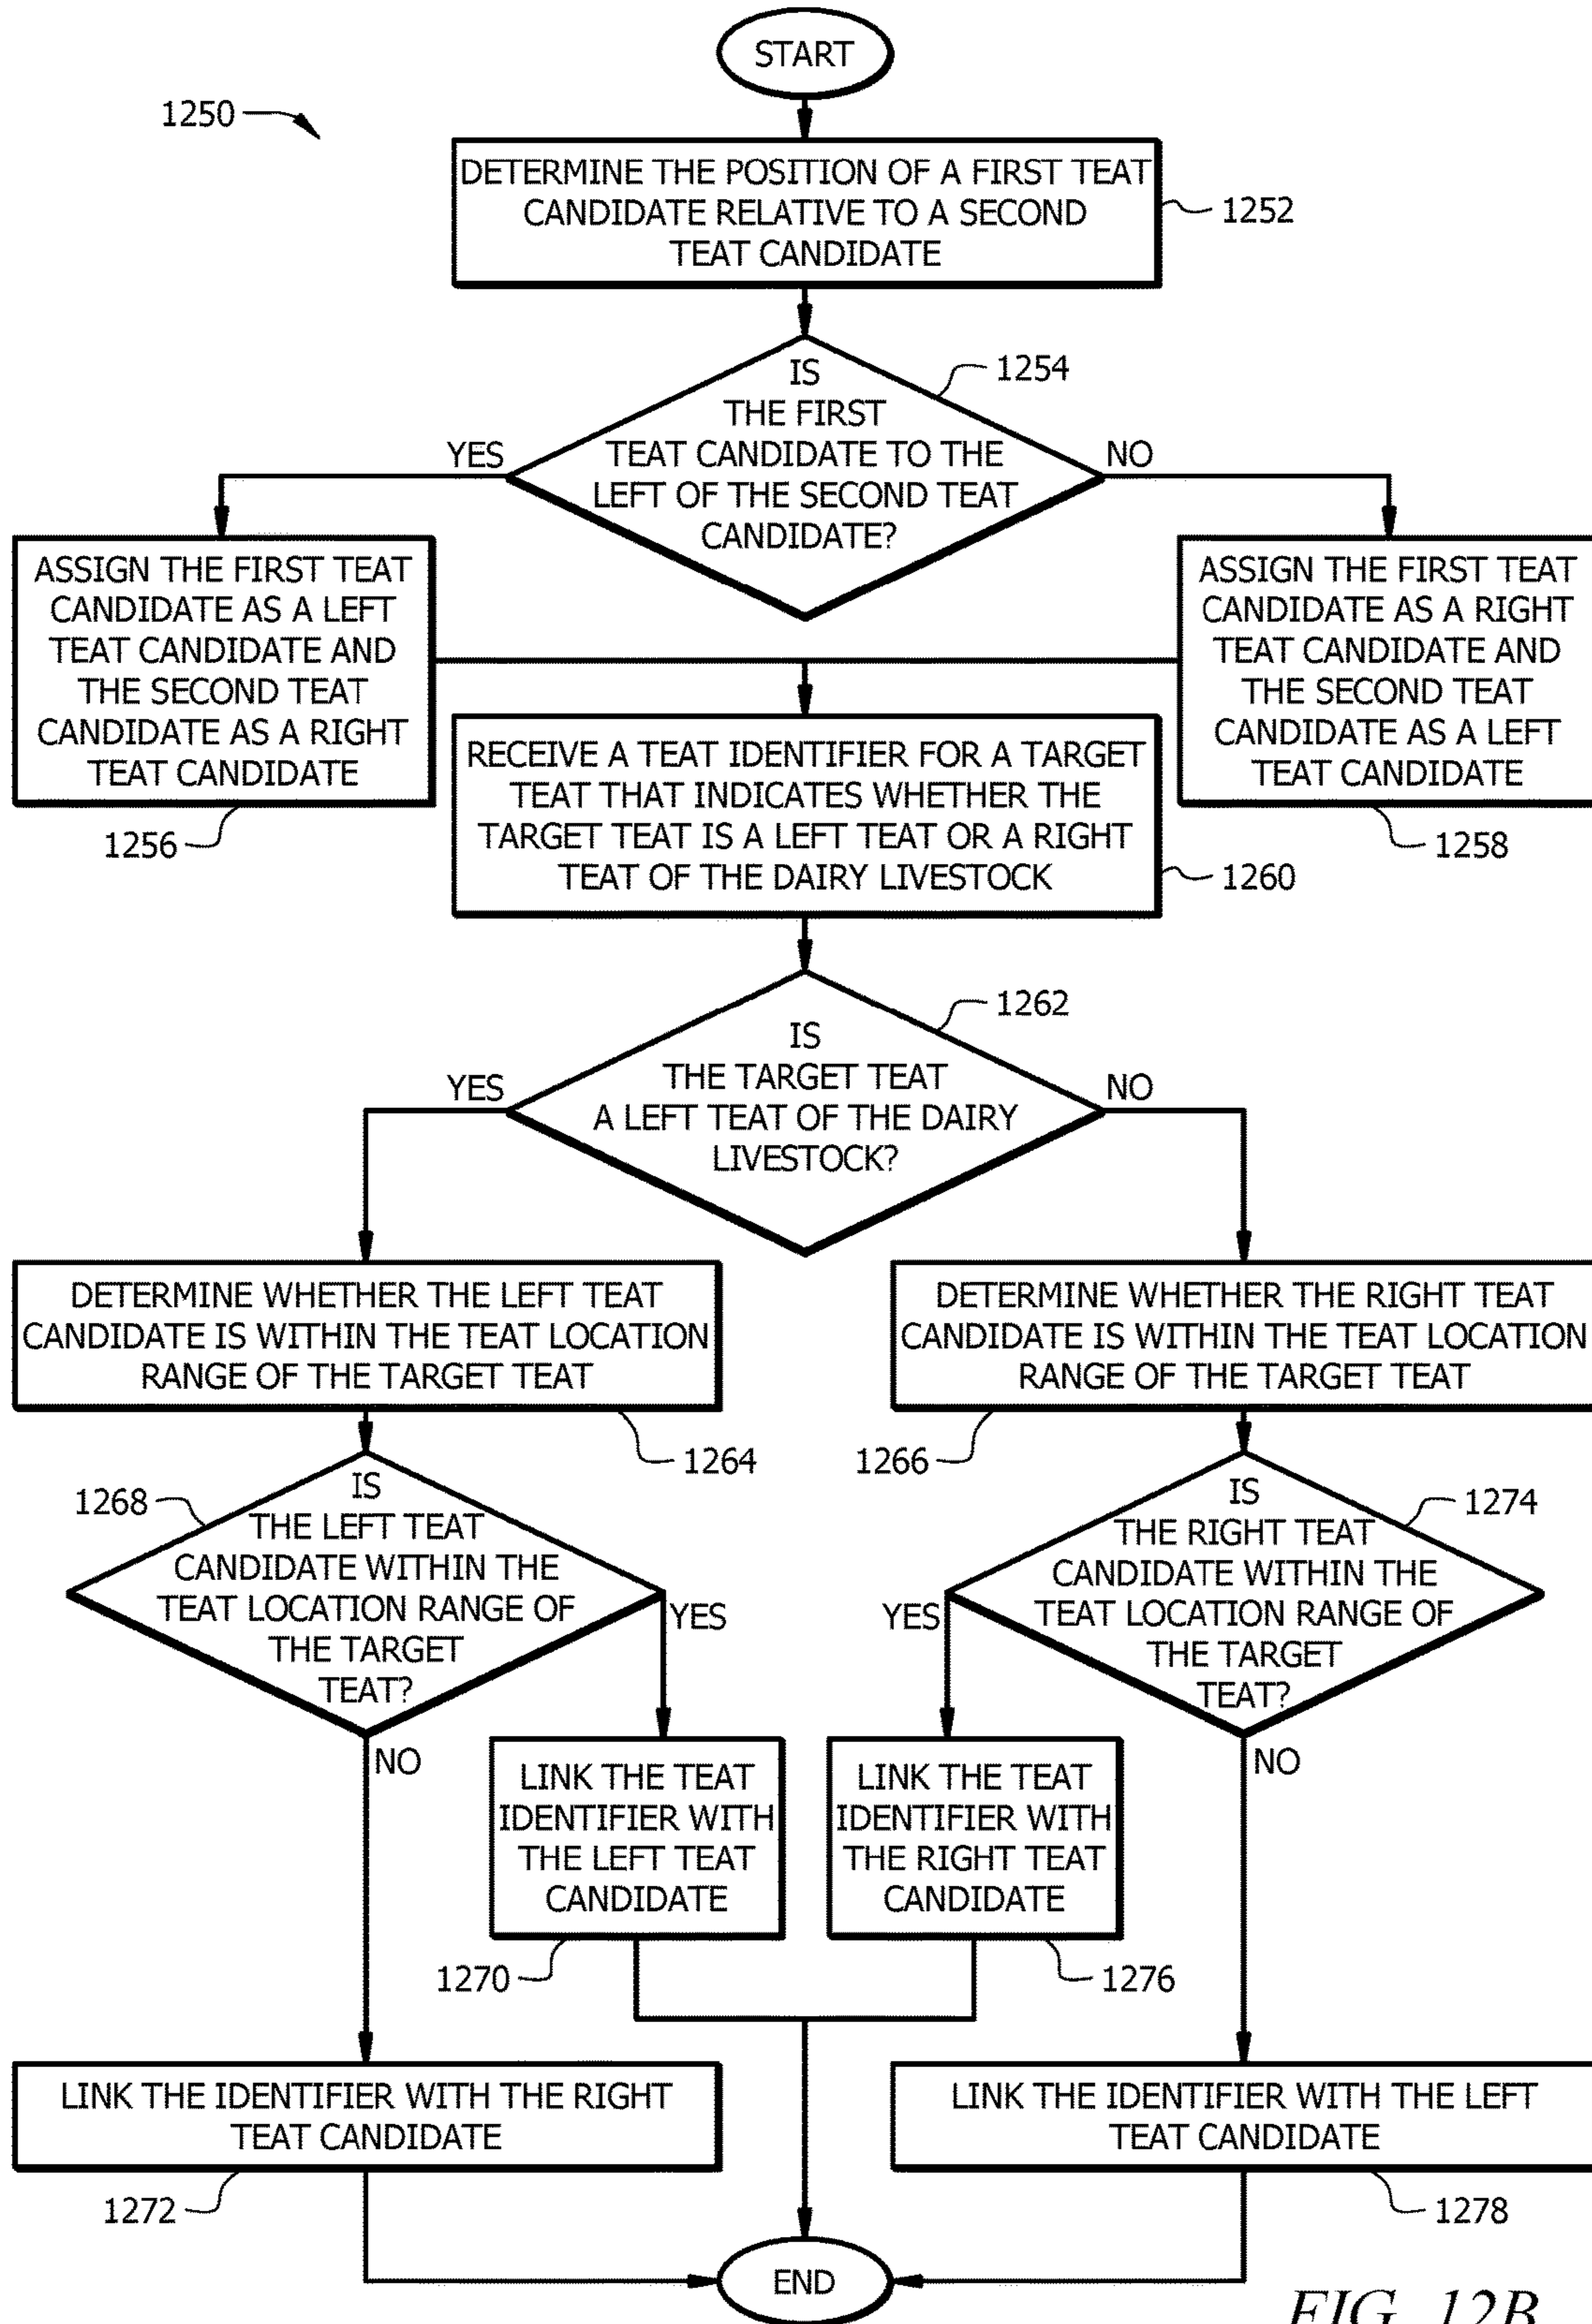 START
1250
DETERMINE THE POSITION OF A FIRST TEAT
CANDIDATE RELATIVE TO A SECOND
TEAT CANDIDATE
1252
IS
THE FIRST
TEAT CANDIDATE TO THE
LEFT OF THE SECOND TEAT
CANDIDATE?
1254
YES
NO
ASSIGN THE FIRST TEAT
CANDIDATE AS A LEFT
TEAT CANDIDATE AND
THE SECOND TEAT
CANDIDATE AS A RIGHT
TEAT CANDIDATE
1256
ASSIGN THE FIRST TEAT
CANDIDATE AS A RIGHT
TEAT CANDIDATE AND
THE SECOND TEAT
CANDIDATE AS A LEFT
TEAT CANDIDATE
1258
RECEIVE A TEAT IDENTIFIER FOR A TARGET
TEAT THAT INDICATES WHETHER THE
TARGET TEAT IS A LEFT TEAT OR A RIGHT
TEAT OF THE DAIRY LIVESTOCK
1260
IS
THE TARGET TEAT
A LEFT TEAT OF THE DAIRY
LIVESTOCK?
1262
YES
NO
DETERMINE WHETHER THE LEFT TEAT
CANDIDATE IS WITHIN THE TEAT LOCATION
RANGE OF THE TARGET TEAT
1264
DETERMINE WHETHER THE RIGHT TEAT
CANDIDATE IS WITHIN THE TEAT LOCATION
RANGE OF THE TARGET TEAT
1266
1268
IS
THE LEFT TEAT
CANDIDATE WITHIN THE
TEAT LOCATION RANGE OF
THE TARGET
TEAT?
YES
NO
IS
THE RIGHT TEAT
CANDIDATE WITHIN THE
TEAT LOCATION RANGE OF
THE TARGET
TEAT?
1274
YES
NO
LINK THE TEAT
IDENTIFIER WITH
THE LEFT TEAT
CANDIDATE
1270
LINK THE TEAT
IDENTIFIER WITH
THE RIGHT TEAT
CANDIDATE
1276
LINK THE IDENTIFIER WITH THE RIGHT
TEAT CANDIDATE
1272
LINK THE IDENTIFIER WITH THE LEFT
TEAT CANDIDATE
1278
END
FIG. 12B